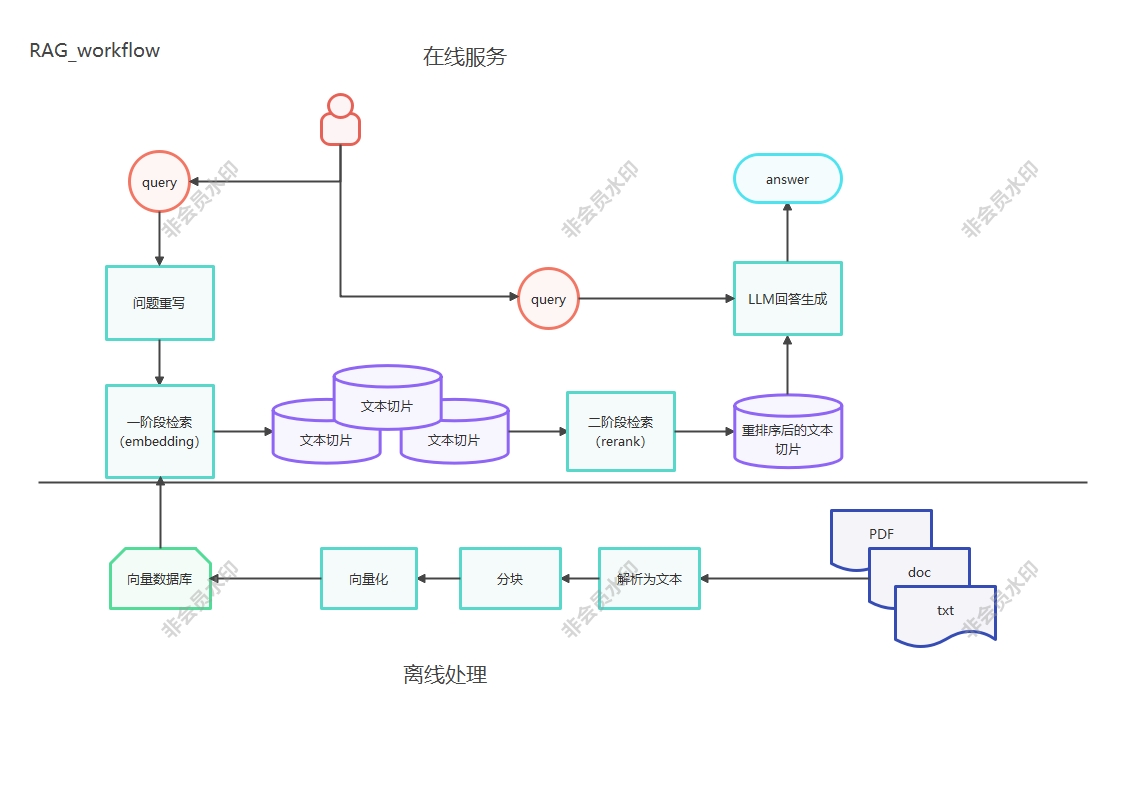 RAG_workflow
在线服务
query
answer
非会员水印
非会员水印
非会员水印
问题重写
query
LLM回答生成
一阶段检索
（embedding）
文本切片
文本切片
文本切片
二阶段检索
（rerank）
重排序后的文本
切片
PDF
doc
txt
向量数据库
向量化
分块
解析为文本
非会员水印
非会员水印
非会员水印
离线处理